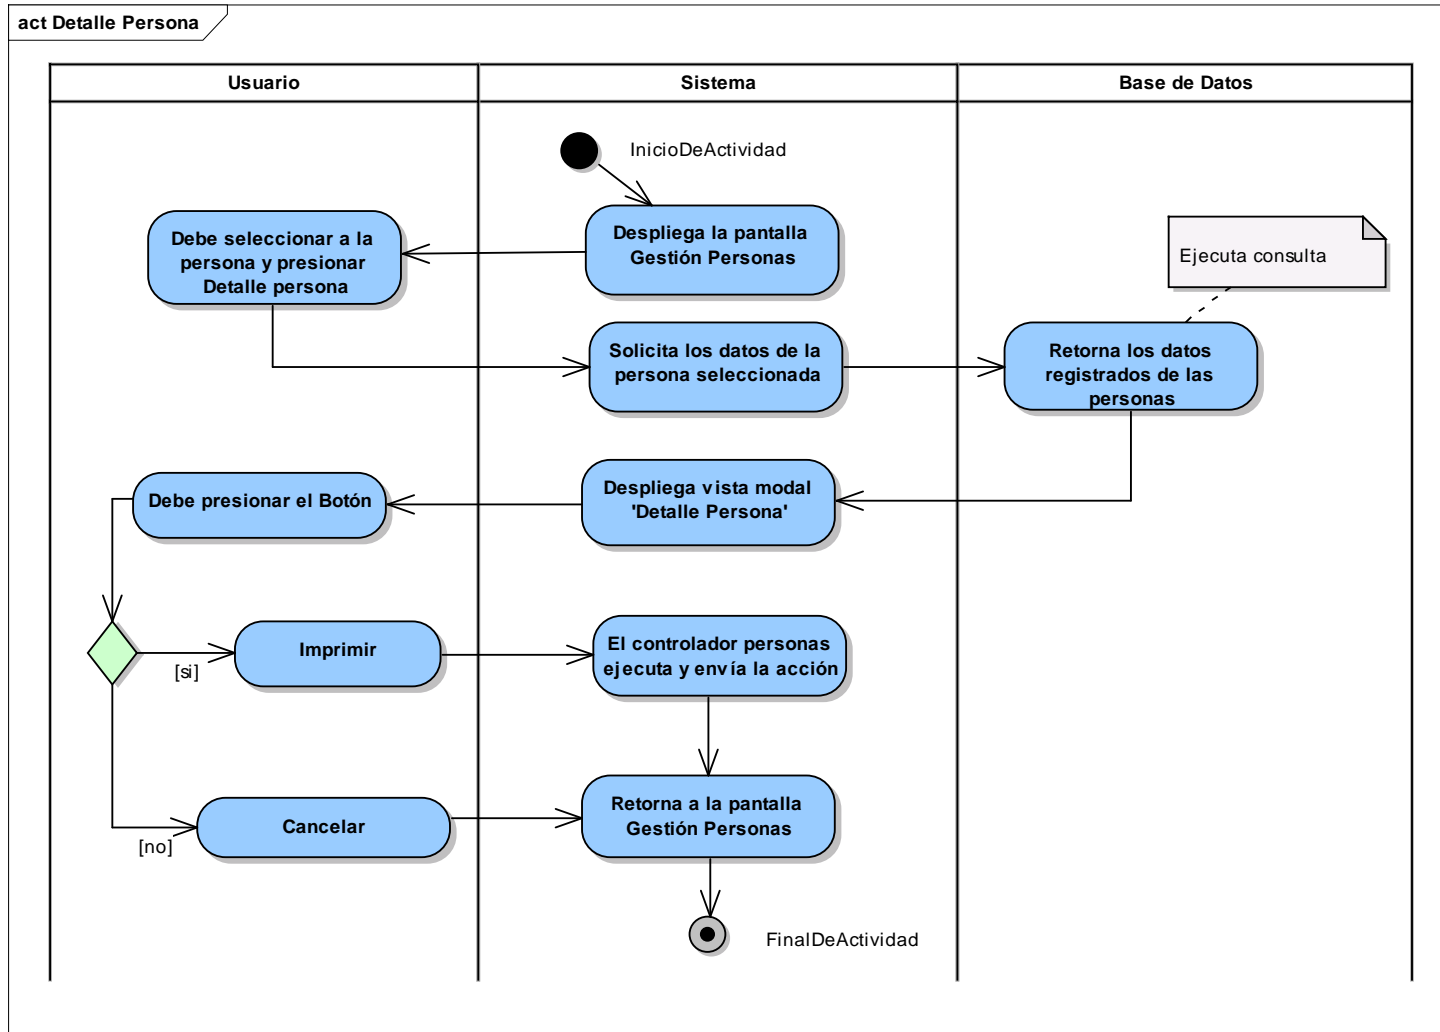 act Detalle Persona
Usuario
Sistema
Base de Datos
InicioDeActividad
Despliega la pantalla
Gestión Personas
Debe seleccionar a la
persona y presionar
Detalle persona
Ejecuta consulta
Solicita los datos de la
persona seleccionada
Retorna los datos
registrados de las
personas
Despliega vista modal
'Detalle Persona'
Debe presionar el Botón
[si]
Imprimir
El controlador personas
ejecuta y envía la acción
[no]
Cancelar
Retorna a la pantalla
Gestión Personas
FinalDeActividad